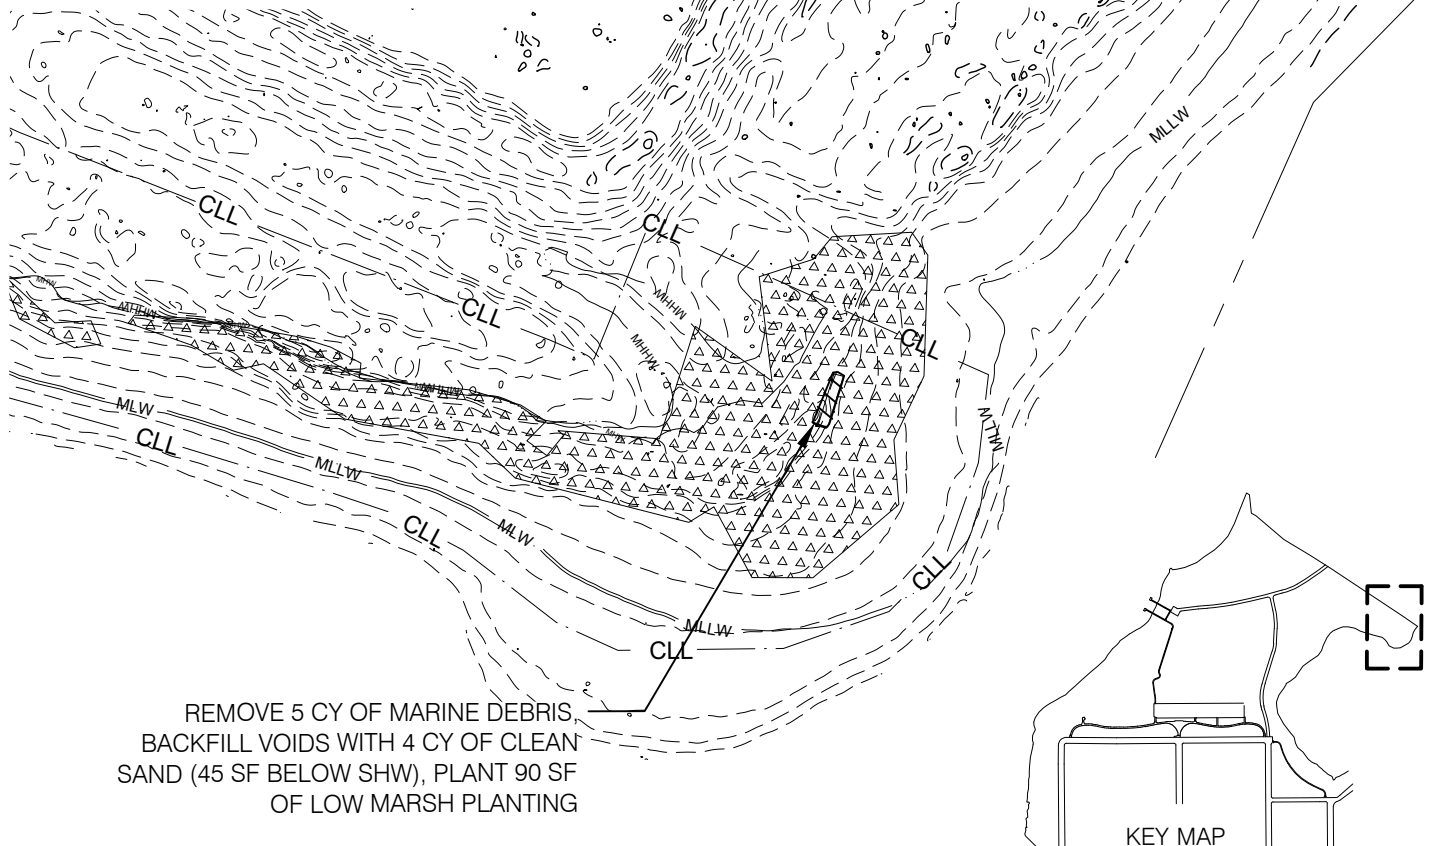 MLLW
CLL
CLL
MHW
MHHW
MHHW
CLL
MHHW
CLL
MHHW
MLW
MLLW
CLL
MLLW
MHW
MLW
CLL
CLL
MLLW
CLL
REMOVE 5 CY OF MARINE DEBRIS,
BACKFILL VOIDS WITH 4 CY OF CLEAN
SAND (45 SF BELOW SHW), PLANT 90 SF
OF LOW MARSH PLANTING
KEY MAP